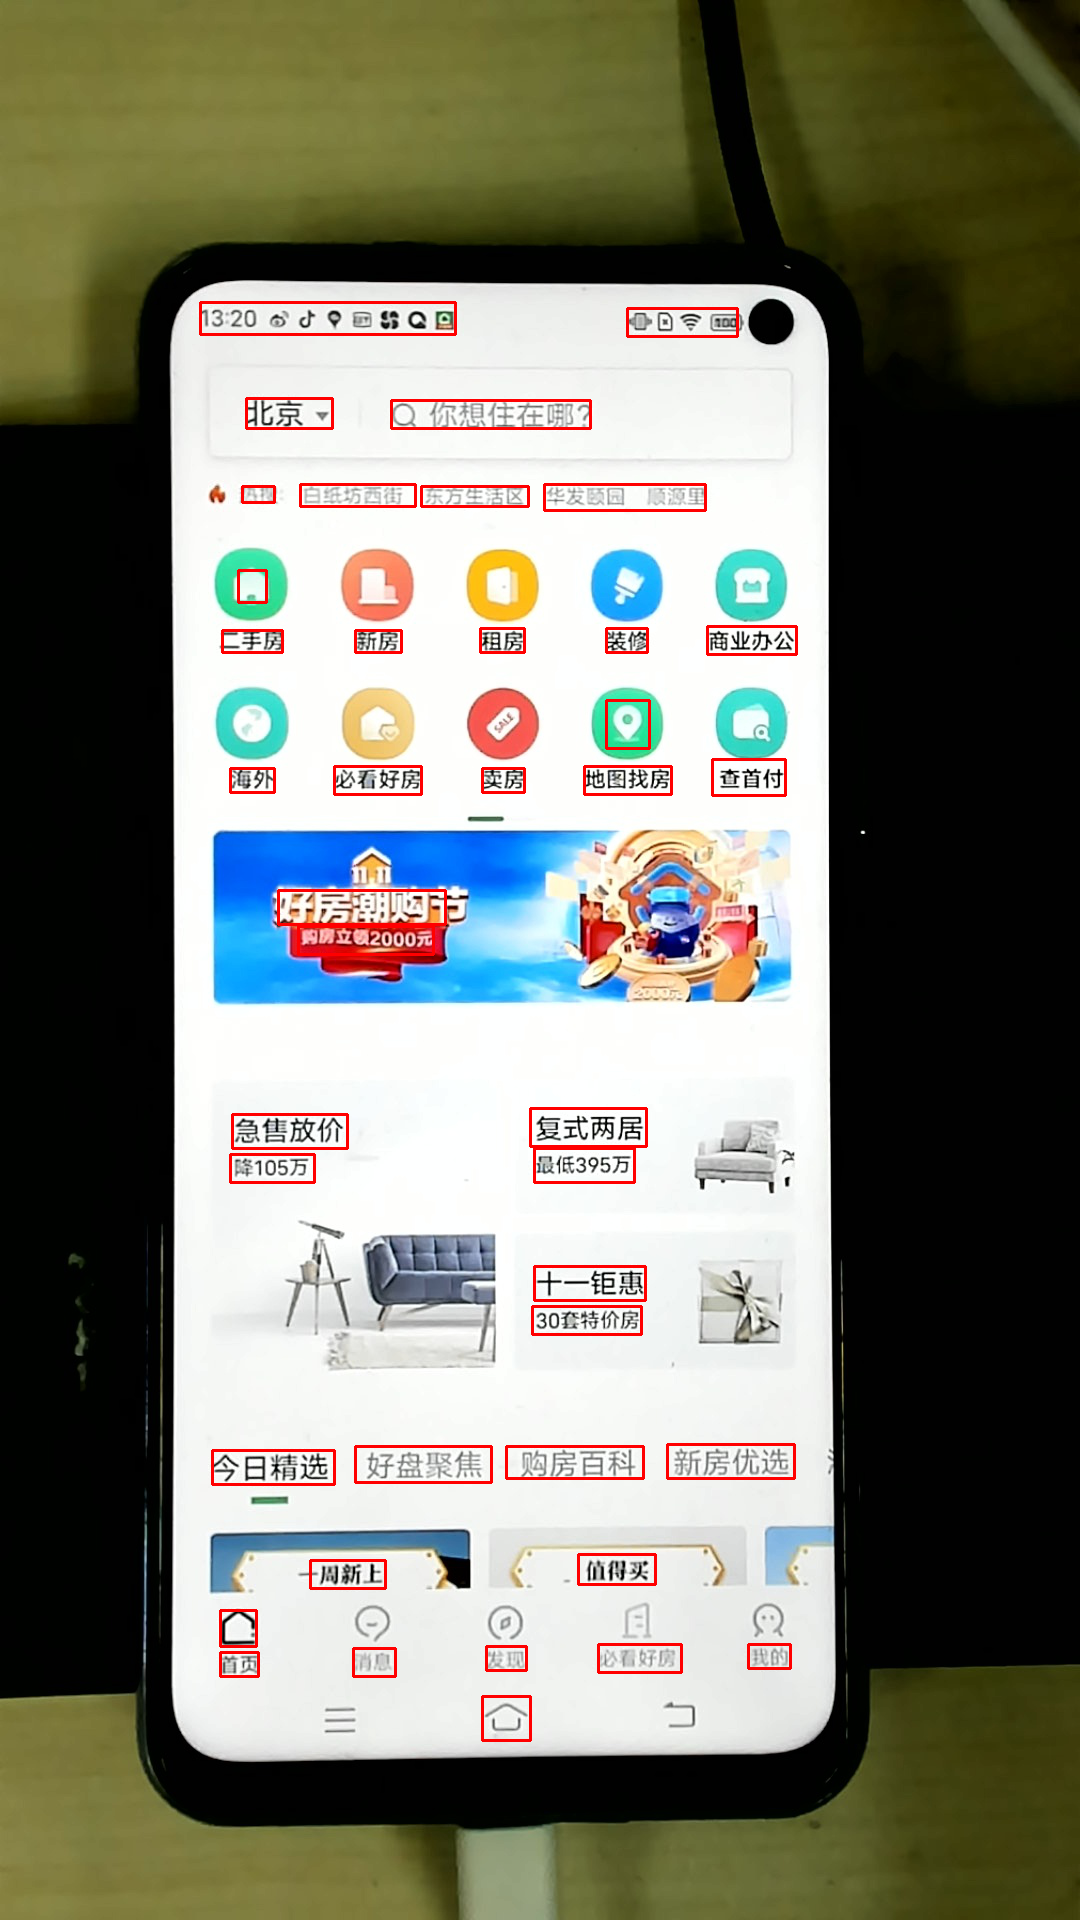 13:20 100
北京 你想住在哪?
热搜: 白纸坊西街 东方生活区 华发颐园 顺源里
二手房 新房 租房 装修 商业办公
SALE
海外 必看好房 卖房 地图找房 查首付
好房潮购节
购房立领2000元
2000元
急售放价 复式两居
降105万 最低395万
十一钜惠
30套特价房
今日精选 好盘聚焦 购房百科 新房优选
一周新上 值得买
首页 消息 发现 必看好房 我的